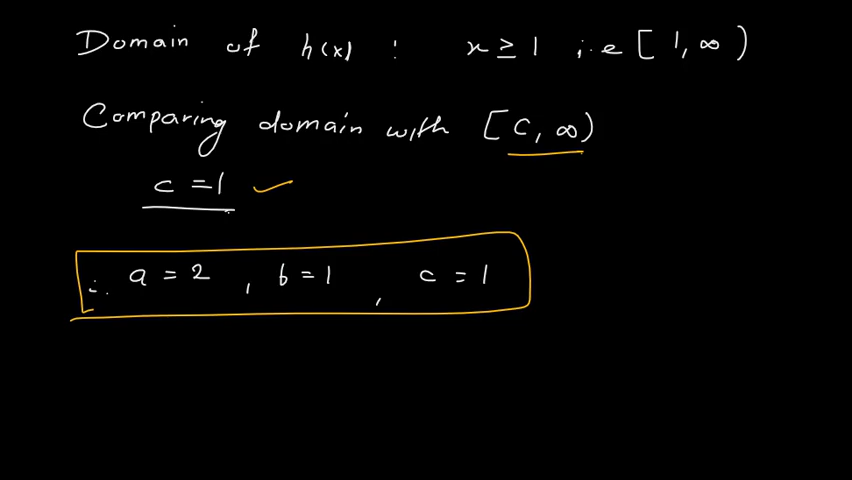 Domain of h(x) : x ≥ 1 i.e [1, ∞)
Comparing domain with [C, ∞)
c = 1 ✓
∴ a = 2 , b = 1 , c = 1